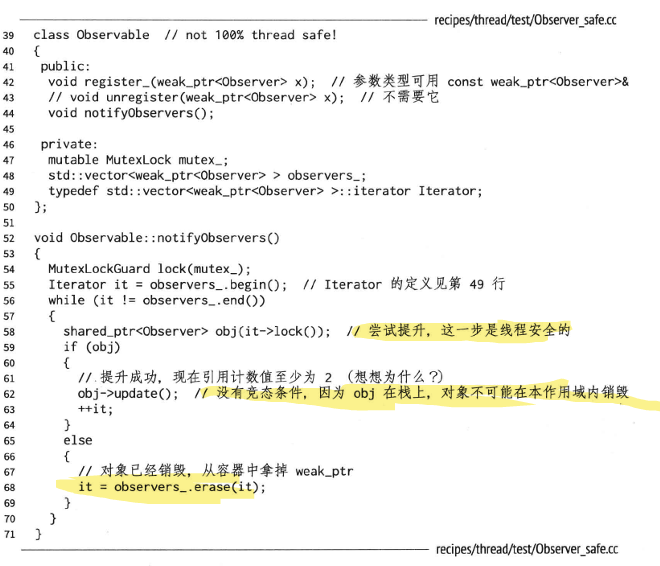 recipes/thread/test/Observer_safe.cc
39 class Observable  // not 100% thread safe!
40 {
41  public:
42   void register_(weak_ptr<Observer> x);  // 参数类型可用 const weak_ptr<Observer>&
43   // void unregister(weak_ptr<Observer> x);  // 不需要它
44   void notifyObservers();
45
46  private:
47   mutable MutexLock mutex_;
48   std::vector<weak_ptr<Observer> > observers_;
49   typedef std::vector<weak_ptr<Observer> >::iterator Iterator;
50 };
51
52 void Observable::notifyObservers()
53 {
54   MutexLockGuard lock(mutex_);
55   Iterator it = observers_.begin();  // Iterator 的定义见第 49 行
56   while (it != observers_.end())
57   {
58     shared_ptr<Observer> obj(it->lock());  // 尝试提升，这一步是线程安全的
59     if (obj)
60     {
61       // 提升成功，现在引用计数值至少为 2 （想想为什么？）
62       obj->update();  // 没有竞态条件，因为 obj 在栈上，对象不可能在本作用域内销毁
63       ++it;
64     }
65     else
66     {
67       // 对象已经销毁，从容器中拿掉 weak_ptr
68       it = observers_.erase(it);
69     }
70   }
71 }
recipes/thread/test/Observer_safe.cc